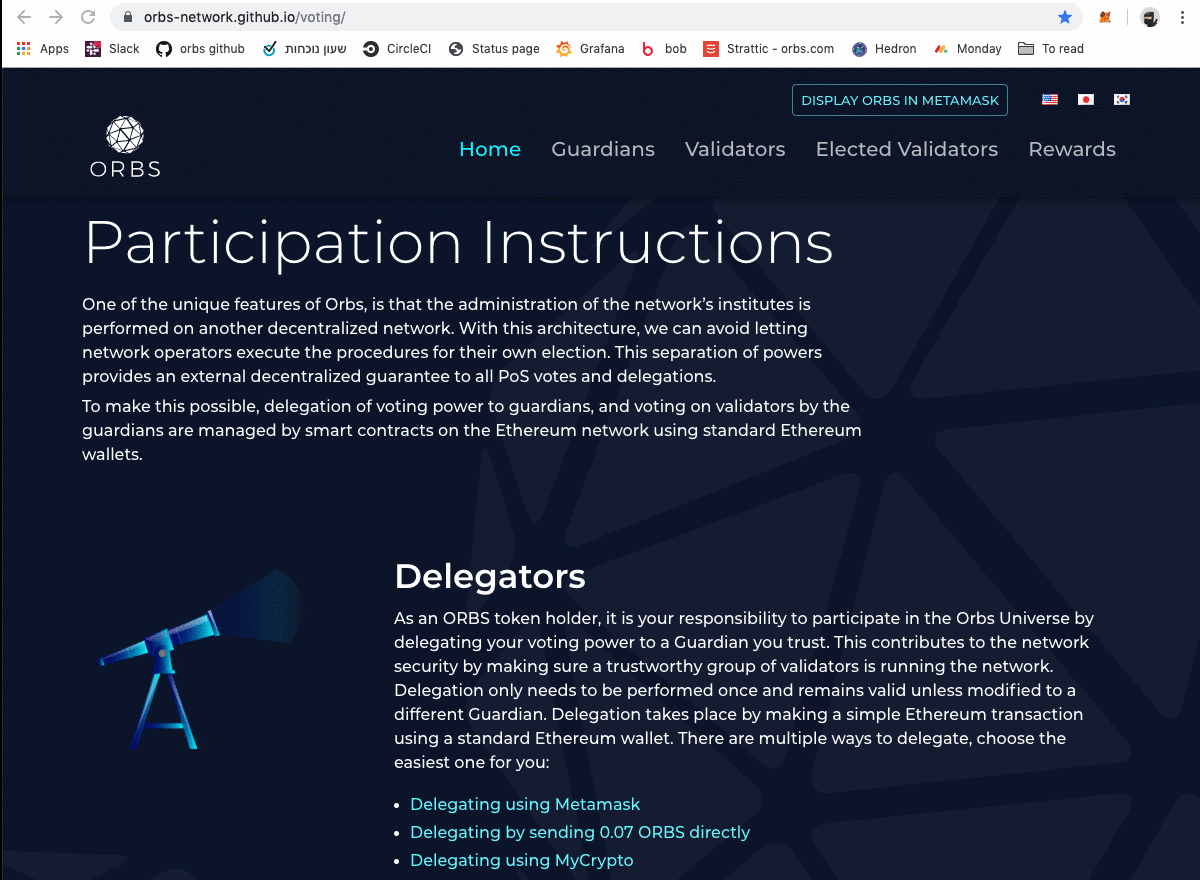 orbs-network.github.io/voting/
Apps Slack orbs github שעון נוכחות CircleCI Status page Grafana bob Strattic - orbs.com Hedron Monday To read
DISPLAY ORBS IN METAMASK
ORBS
Home Guardians Validators Elected Validators Rewards
Participation Instructions
One of the unique features of Orbs, is that the administration of the network’s institutes is
performed on another decentralized network. With this architecture, we can avoid letting
network operators execute the procedures for their own election. This separation of powers
provides an external decentralized guarantee to all PoS votes and delegations.
To make this possible, delegation of voting power to guardians, and voting on validators by the
guardians are managed by smart contracts on the Ethereum network using standard Ethereum
wallets.
Delegators
As an ORBS token holder, it is your responsibility to participate in the Orbs Universe by
delegating your voting power to a Guardian you trust. This contributes to the network
security by making sure a trustworthy group of validators is running the network.
Delegation only needs to be performed once and remains valid unless modified to a
different Guardian. Delegation takes place by making a simple Ethereum transaction
using a standard Ethereum wallet. There are multiple ways to delegate, choose the
easiest one for you:
• Delegating using Metamask
• Delegating by sending 0.07 ORBS directly
• Delegating using MyCrypto